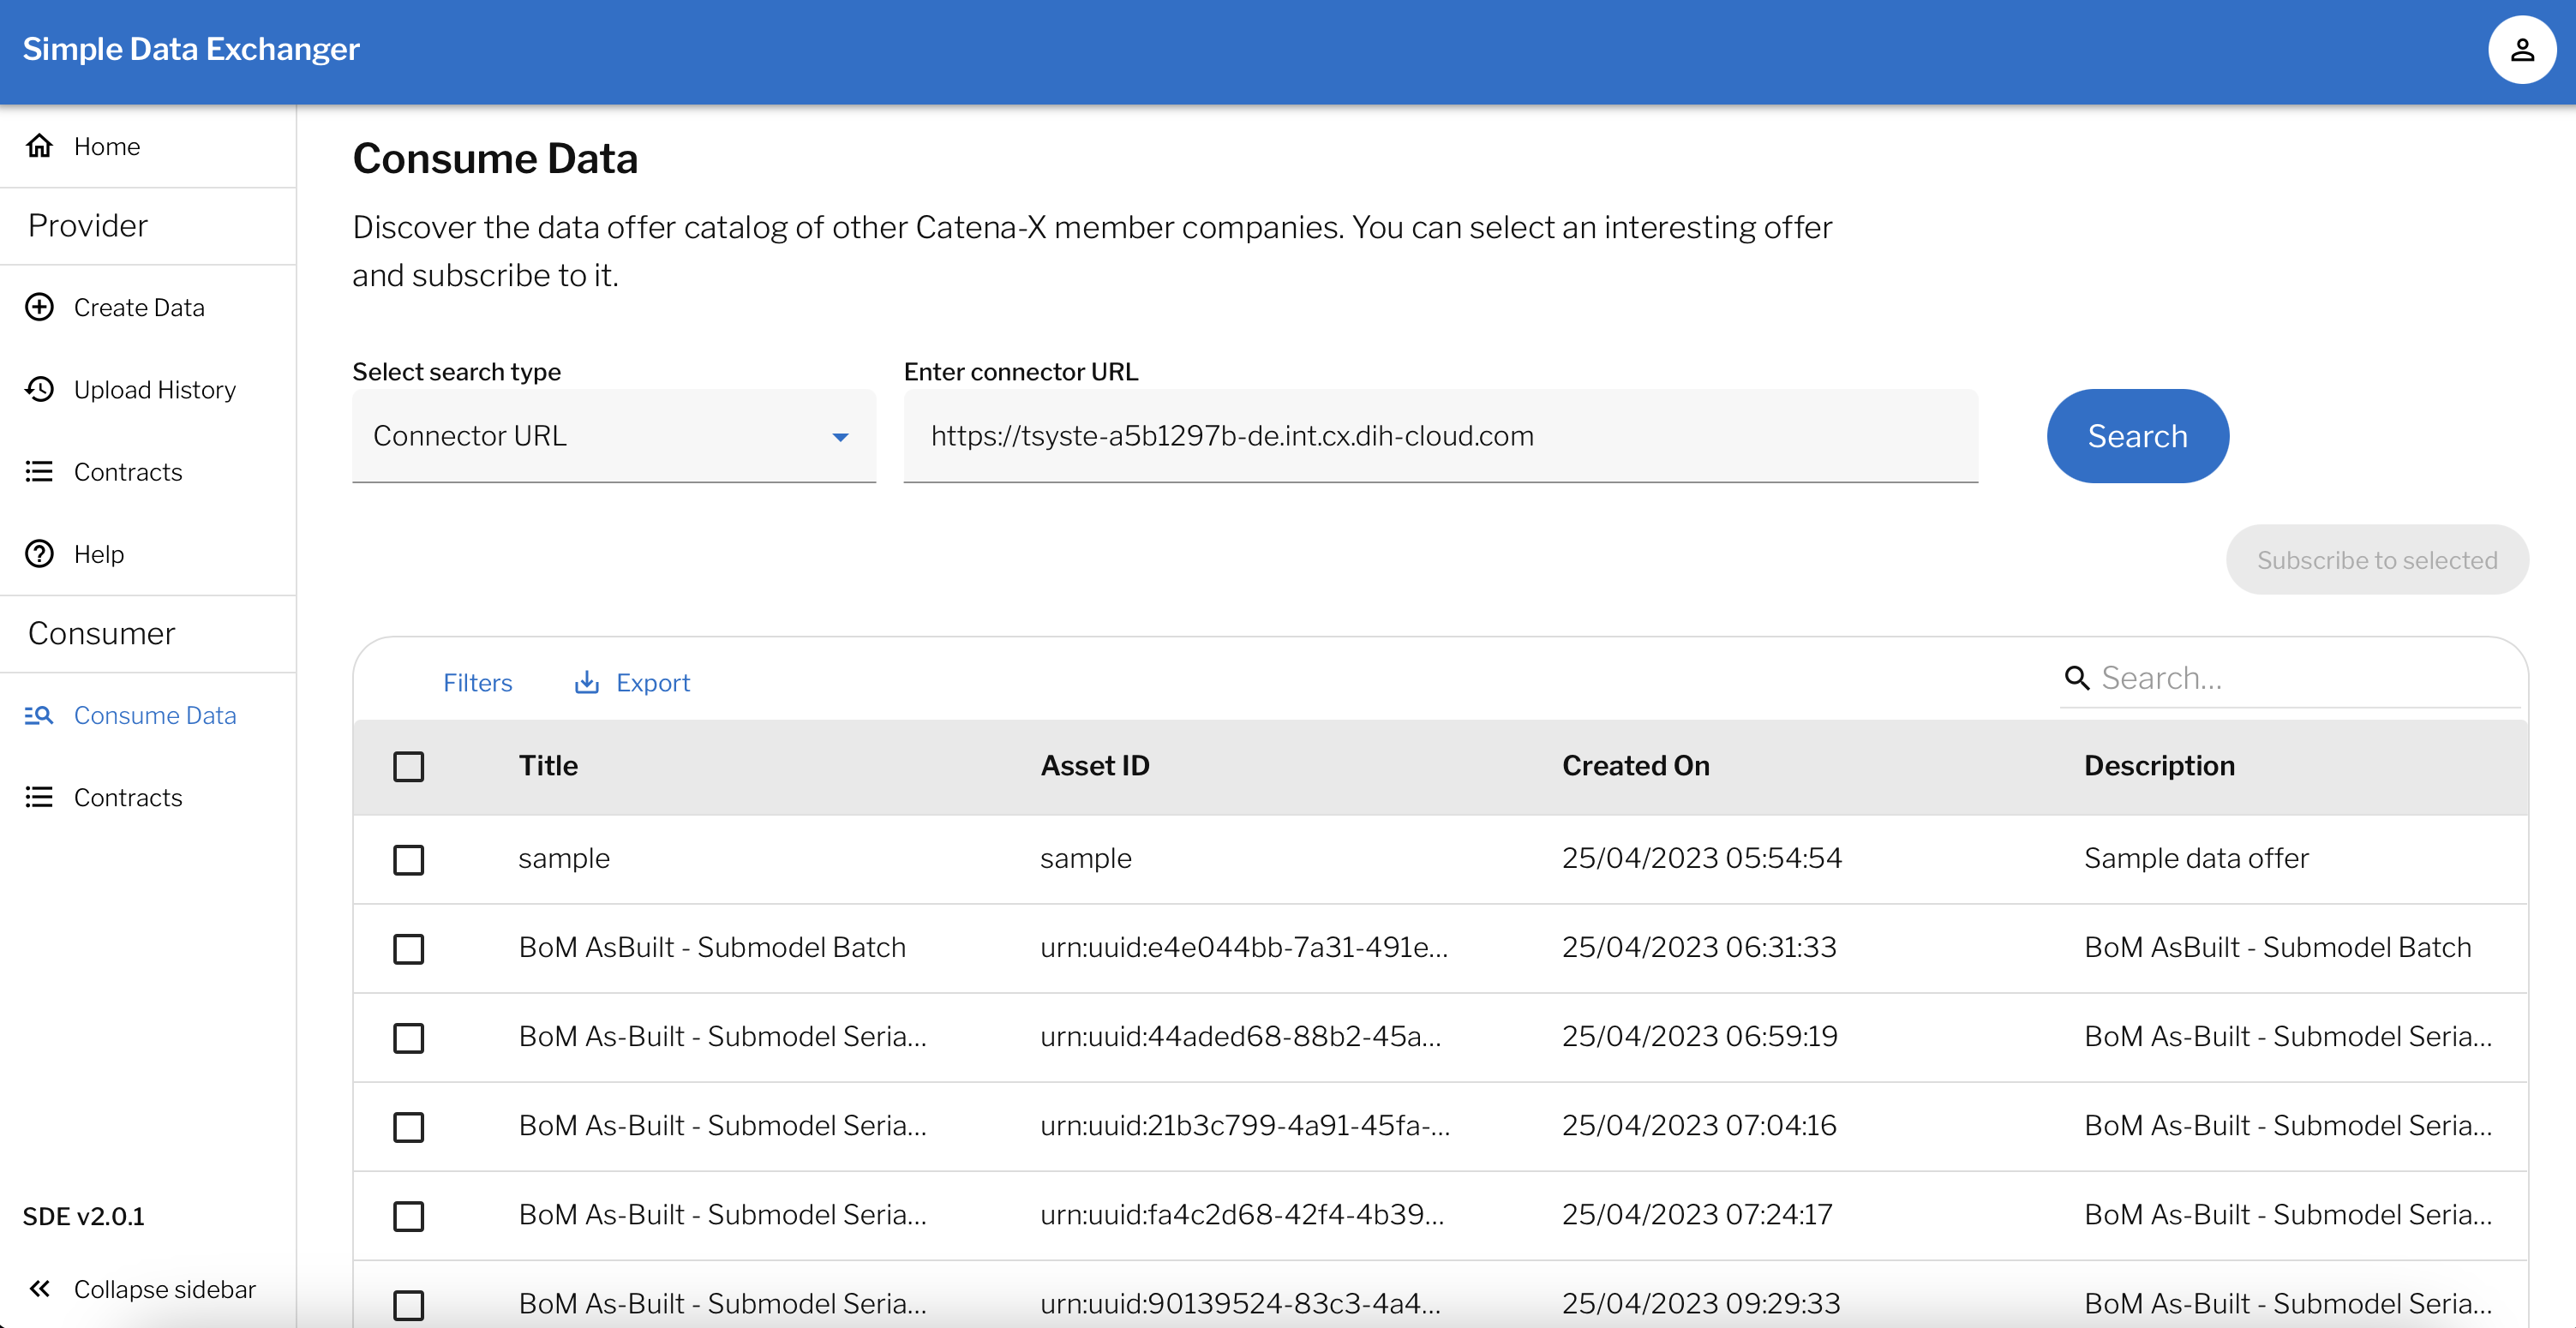 Simple Data Exchanger
Home
Provider
Create Data
Upload History
Contracts
Help
Consumer
Consume Data
Contracts
SDE v2.0.1
Collapse sidebar
Consume Data
Discover the data offer catalog of other Catena-X member companies. You can select an interesting offer
and subscribe to it.
Select search type
Connector URL
Enter connector URL
https://tsyste-a5b1297b-de.int.cx.dih-cloud.com
Search
Subscribe to selected
Filters Export Search...
Title Asset ID Created On Description
sample sample 25/04/2023 05:54:54 Sample data offer
BoM AsBuilt - Submodel Batch urn:uuid:e4e044bb-7a31-491e... 25/04/2023 06:31:33 BoM AsBuilt - Submodel Batch
BoM As-Built - Submodel Seria... urn:uuid:44aded68-88b2-45a... 25/04/2023 06:59:19 BoM As-Built - Submodel Seria...
BoM As-Built - Submodel Seria... urn:uuid:21b3c799-4a91-45fa-... 25/04/2023 07:04:16 BoM As-Built - Submodel Seria...
BoM As-Built - Submodel Seria... urn:uuid:fa4c2d68-42f4-4b39... 25/04/2023 07:24:17 BoM As-Built - Submodel Seria...
BoM As-Built - Submodel Seria... urn:uuid:90139524-83c3-4a4... 25/04/2023 09:29:33 BoM As-Built - Submodel Seria...